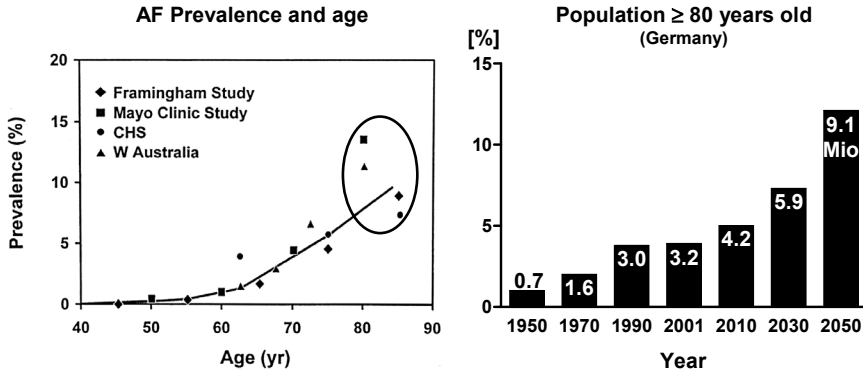 AF Prevalence and age
Prevalence (%)
20
15
10
5
0
Framingham Study
Mayo Clinic Study
CHS
W Australia
40 50 60 70 80 90
Age (yr)
Population ≥ 80 years old
(Germany)
[%]
15
10
5
0
0.7
1.6
3.0
3.2
4.2
5.9
9.1
Mio
1950 1970 1990 2001 2010 2030 2050
Year